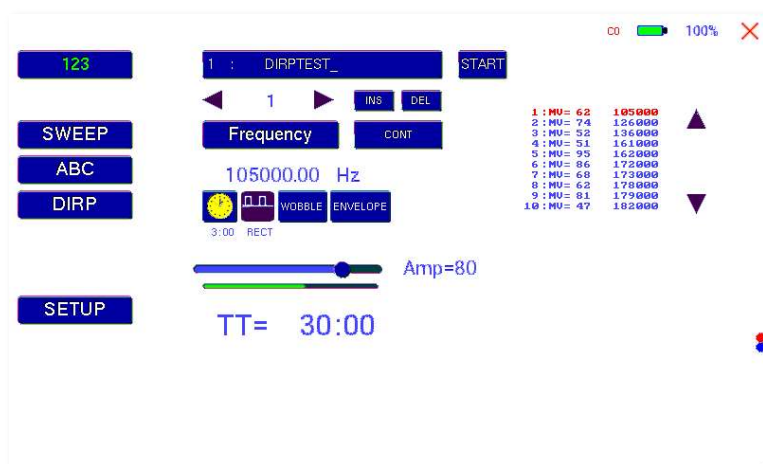 C0 100%
123
1 : DIRPTEST_
START
1
INS
DEL
SWEEP
Frequency
CONT
ABC
105000.00 Hz
DIRP
WOBBLE
ENVELOPE
3:00
RECT
Amp=80
SETUP
TT= 30:00
1:MV= 62 105000
2:MV= 74 126000
3:MV= 52 136000
4:MV= 51 161000
5:MV= 95 162000
6:MV= 86 172000
7:MV= 68 173000
8:MV= 62 178000
9:MV= 81 179000
10:MV= 47 182000